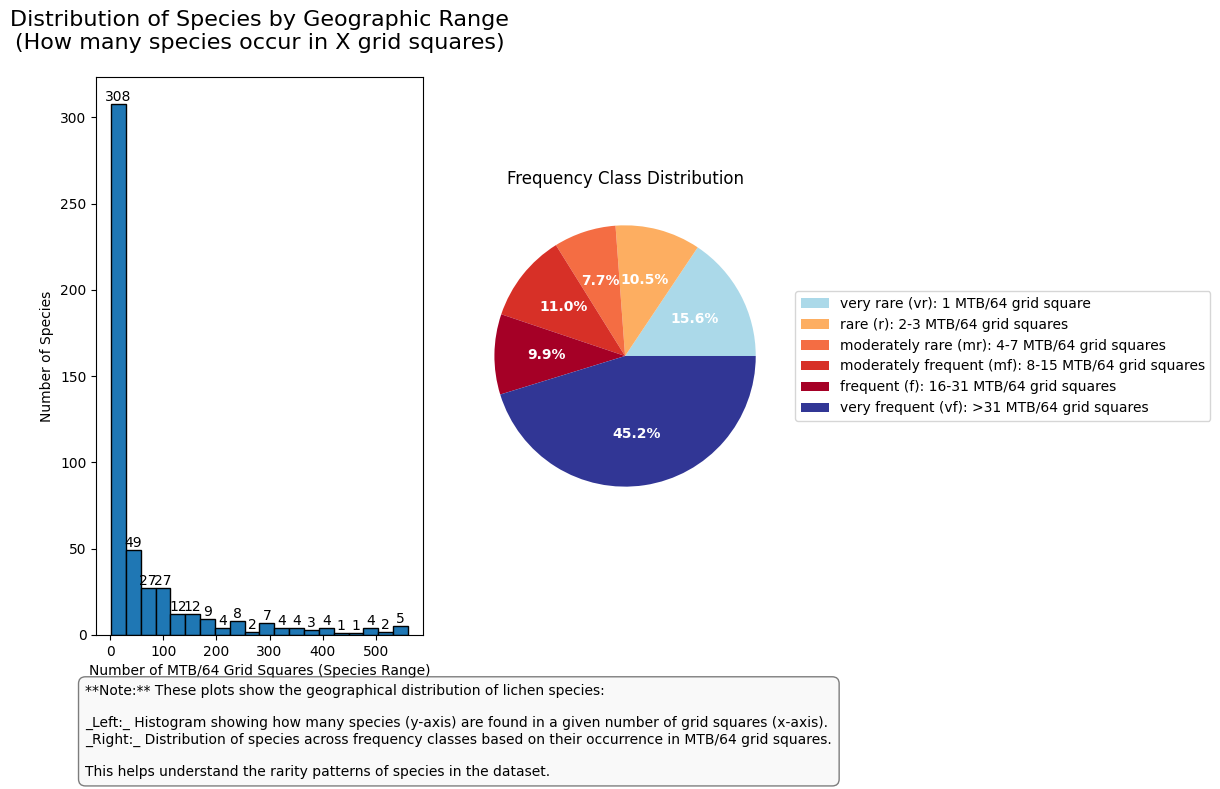 Distribution of Species by Geographic Range
(How many species occur in X grid squares)
308
49
27
27
12
12
9
4
8
2
7
4
4
3
4
1
1
4
2
5
300
250
200
150
100
50
0
Number of Species
0 100 200 300 400 500
Number of MTB/64 Grid Squares (Species Range)
Frequency Class Distribution
15.6%
10.5%
7.7%
11.0%
9.9%
45.2%
very rare (vr): 1 MTB/64 grid square
rare (r): 2-3 MTB/64 grid squares
moderately rare (mr): 4-7 MTB/64 grid squares
moderately frequent (mf): 8-15 MTB/64 grid squares
frequent (f): 16-31 MTB/64 grid squares
very frequent (vf): >31 MTB/64 grid squares
**Note:** These plots show the geographical distribution of lichen species:
_Left:_ Histogram showing how many species (y-axis) are found in a given number of grid squares (x-axis).
_Right:_ Distribution of species across frequency classes based on their occurrence in MTB/64 grid squares.
This helps understand the rarity patterns of species in the dataset.